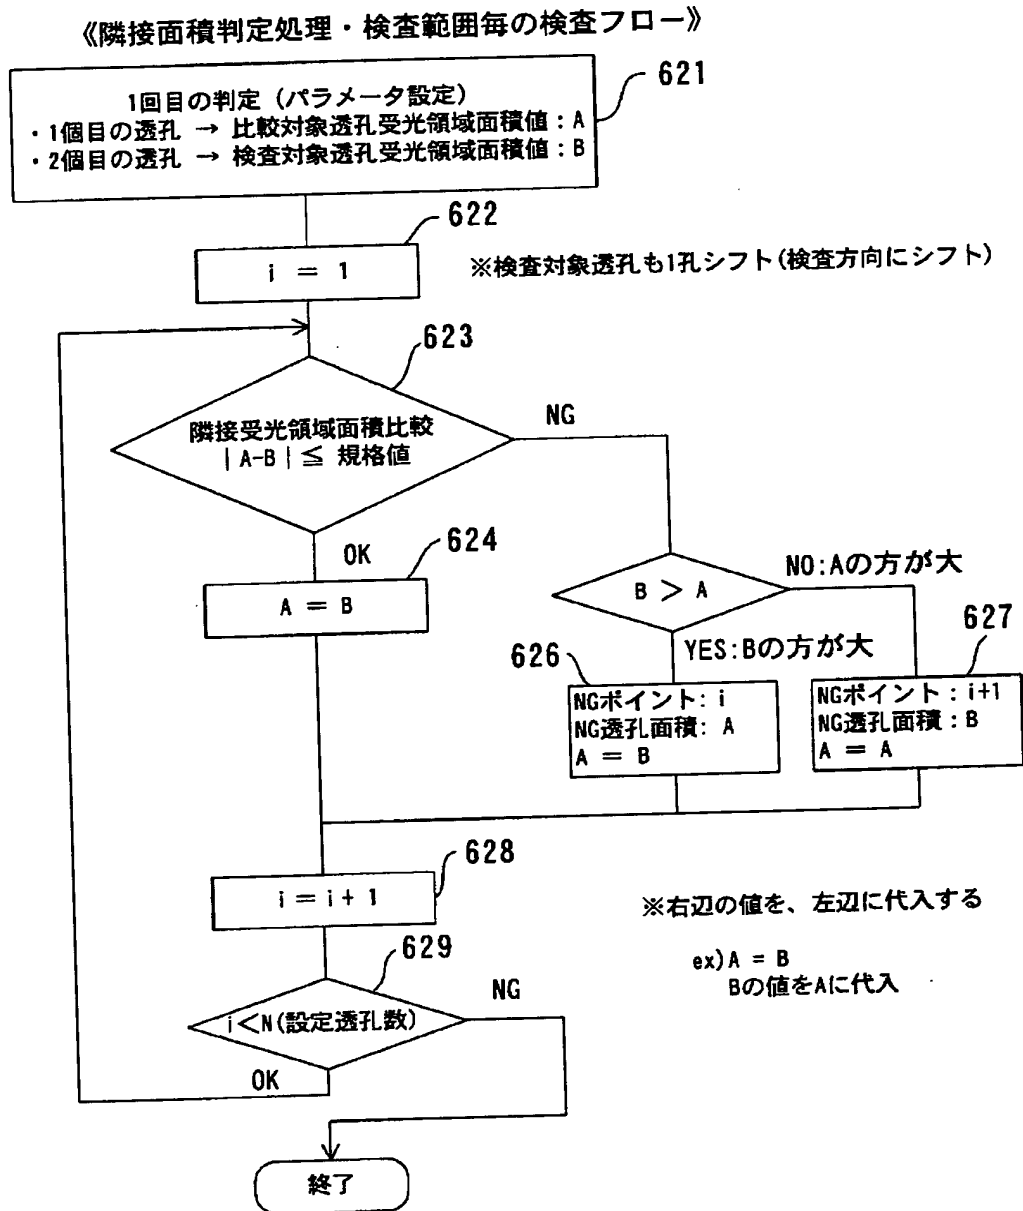 《隣接面積判定処理・検査範囲毎の検査フロー》
621
1回目の判定（パラメータ設定）
・1個目の透孔 → 比較対象透孔受光領域面積値：A
・2個目の透孔 → 検査対象透孔受光領域面積値：B
622
i = 1
※検査対象透孔も1孔シフト(検査方向にシフト)
623
隣接受光領域面積比較
|A-B|≦ 規格値
NG
OK
624
A = B
B > A
NO:Aの方が大
YES:Bの方が大
626
NGポイント: i
NG透孔面積: A
A = B
627
NGポイント：i+1
NG透孔面積：B
A = A
628
i = i + 1
※右辺の値を、左辺に代入する
ex)A = B
Bの値をAに代入
629
i<N(設定透孔数)
NG
OK
終了